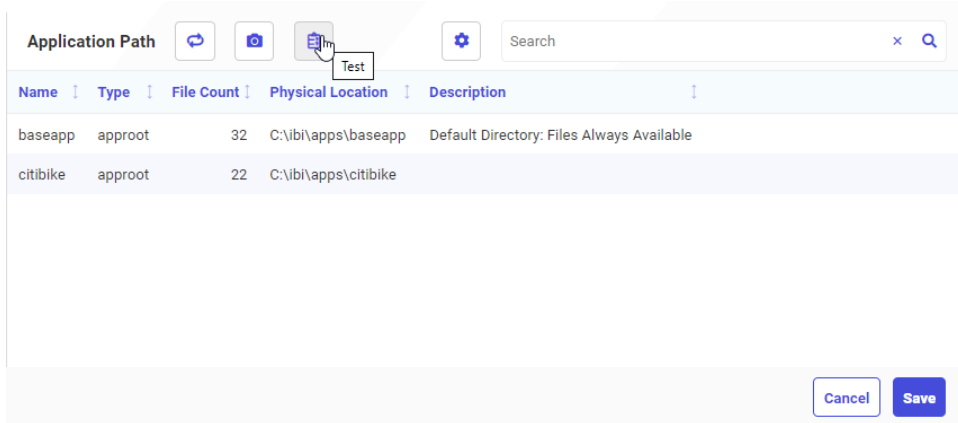 Application Path Search
Test
Name Type File Count Physical Location Description
baseapp approot 32 C:\ibi\apps\baseapp Default Directory: Files Always Available
citibike approot 22 C:\ibi\apps\citibike
Cancel Save